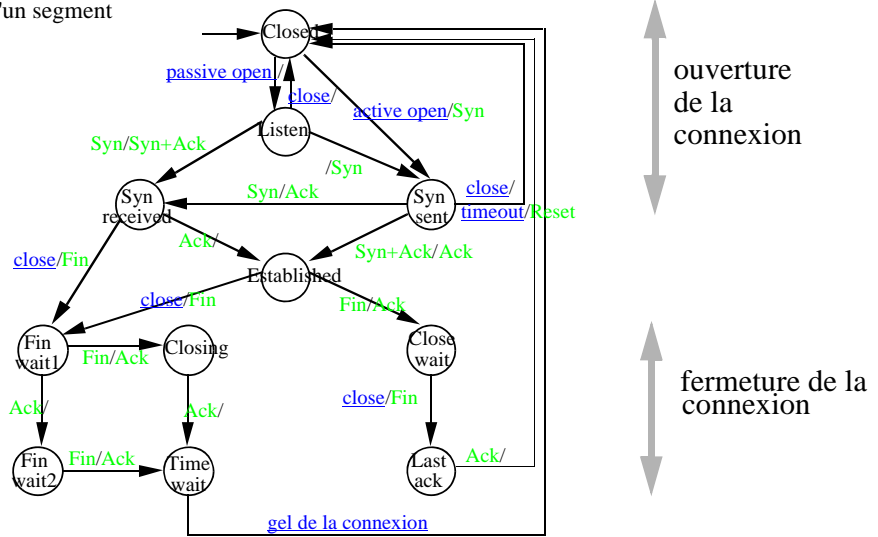 'un segment
Closed
passive open /
close/
active open/Syn
Listen
Syn/Syn+Ack
/Syn
Syn/Ack
Syn
received
Syn
sent
close/
timeout/Reset
Ack/
Syn+Ack/Ack
close/Fin
Established
close/Fin
Fin/Ack
Fin
wait1
Fin/Ack
Closing
Close
wait
Ack/
Ack/
close/Fin
Fin
wait2
Fin/Ack
Time
wait
Last
ack
Ack/
gel de la connexion
ouverture
de la
connexion
fermeture de la
connexion